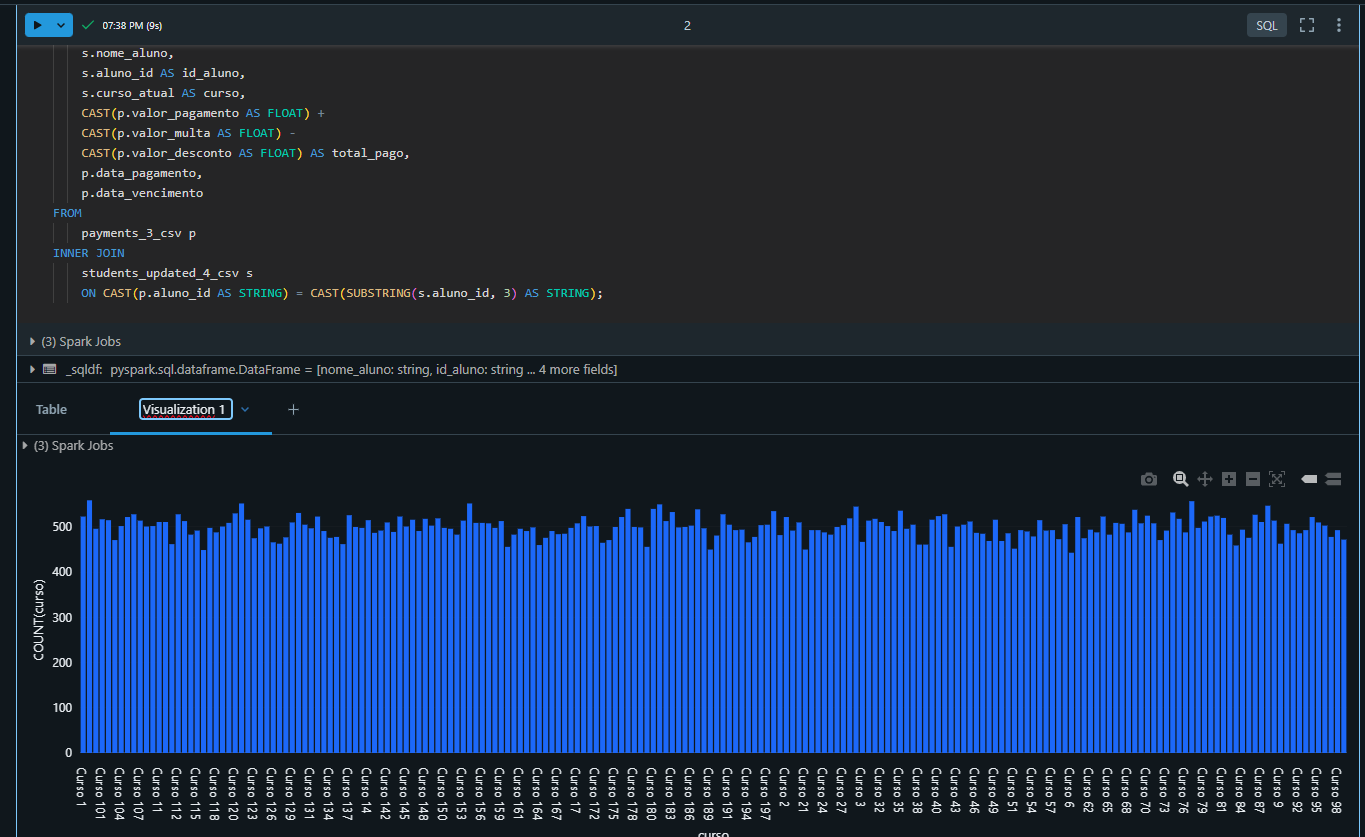 07:38 PM (9s)
2
SQL
s.nome_aluno,
s.aluno_id AS id_aluno,
s.curso_atual AS curso,
CAST(p.valor_pagamento AS FLOAT) +
CAST(p.valor_multa AS FLOAT) -
CAST(p.valor_desconto AS FLOAT) AS total_pago,
p.data_pagamento,
p.data_vencimento
FROM
payments_3_csv p
INNER JOIN
students_updated_4_csv s
ON CAST(p.aluno_id AS STRING) = CAST(SUBSTRING(s.aluno_id, 3) AS STRING);
(3) Spark Jobs
_sqldf: pyspark.sql.dataframe.DataFrame = [nome_aluno: string, id_aluno: string ... 4 more fields]
Table
Visualization 1
(3) Spark Jobs
500
400
300
200
100
0
COUNT(curso)
Curso 1
Curso 101
Curso 104
Curso 107
Curso 11
Curso 112
Curso 115
Curso 118
Curso 120
Curso 123
Curso 126
Curso 129
Curso 131
Curso 134
Curso 137
Curso 14
Curso 142
Curso 145
Curso 148
Curso 150
Curso 153
Curso 156
Curso 159
Curso 161
Curso 164
Curso 167
Curso 17
Curso 172
Curso 175
Curso 178
Curso 180
Curso 183
Curso 186
Curso 189
Curso 191
Curso 194
Curso 197
Curso 2
Curso 21
Curso 24
Curso 27
Curso 3
Curso 32
Curso 35
Curso 38
Curso 40
Curso 43
Curso 46
Curso 49
Curso 51
Curso 54
Curso 57
Curso 6
Curso 62
Curso 65
Curso 68
Curso 70
Curso 73
Curso 76
Curso 79
Curso 81
Curso 84
Curso 87
Curso 9
Curso 92
Curso 95
Curso 98
curso